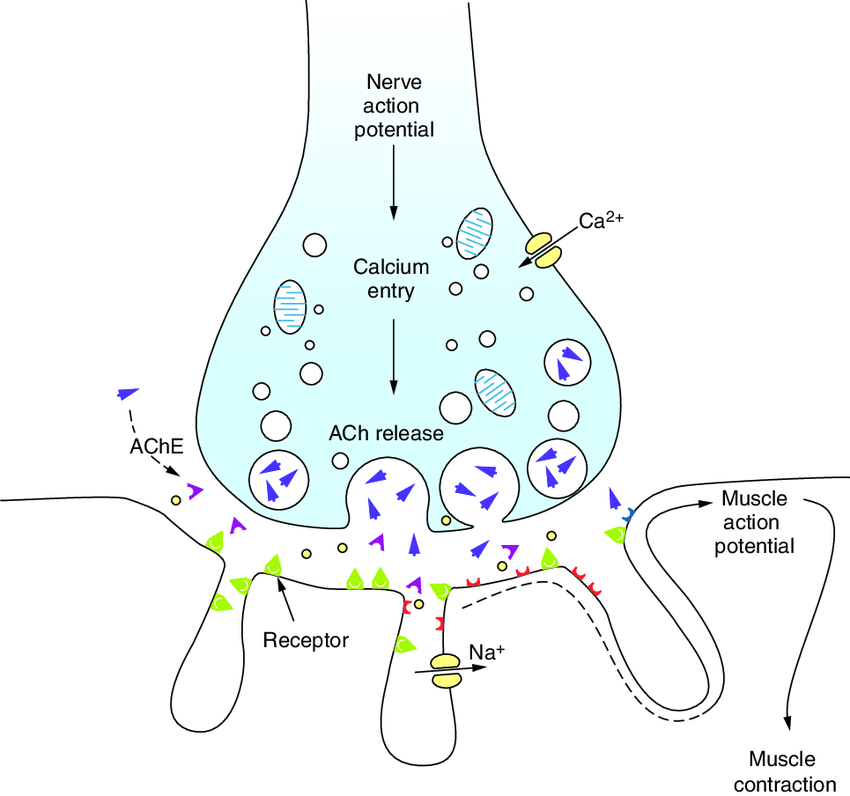 Nerve
action
potential
Ca²⁺
Calcium
entry
ACh release
AChE
Muscle
action
potential
Receptor
Na⁺
Muscle
contraction